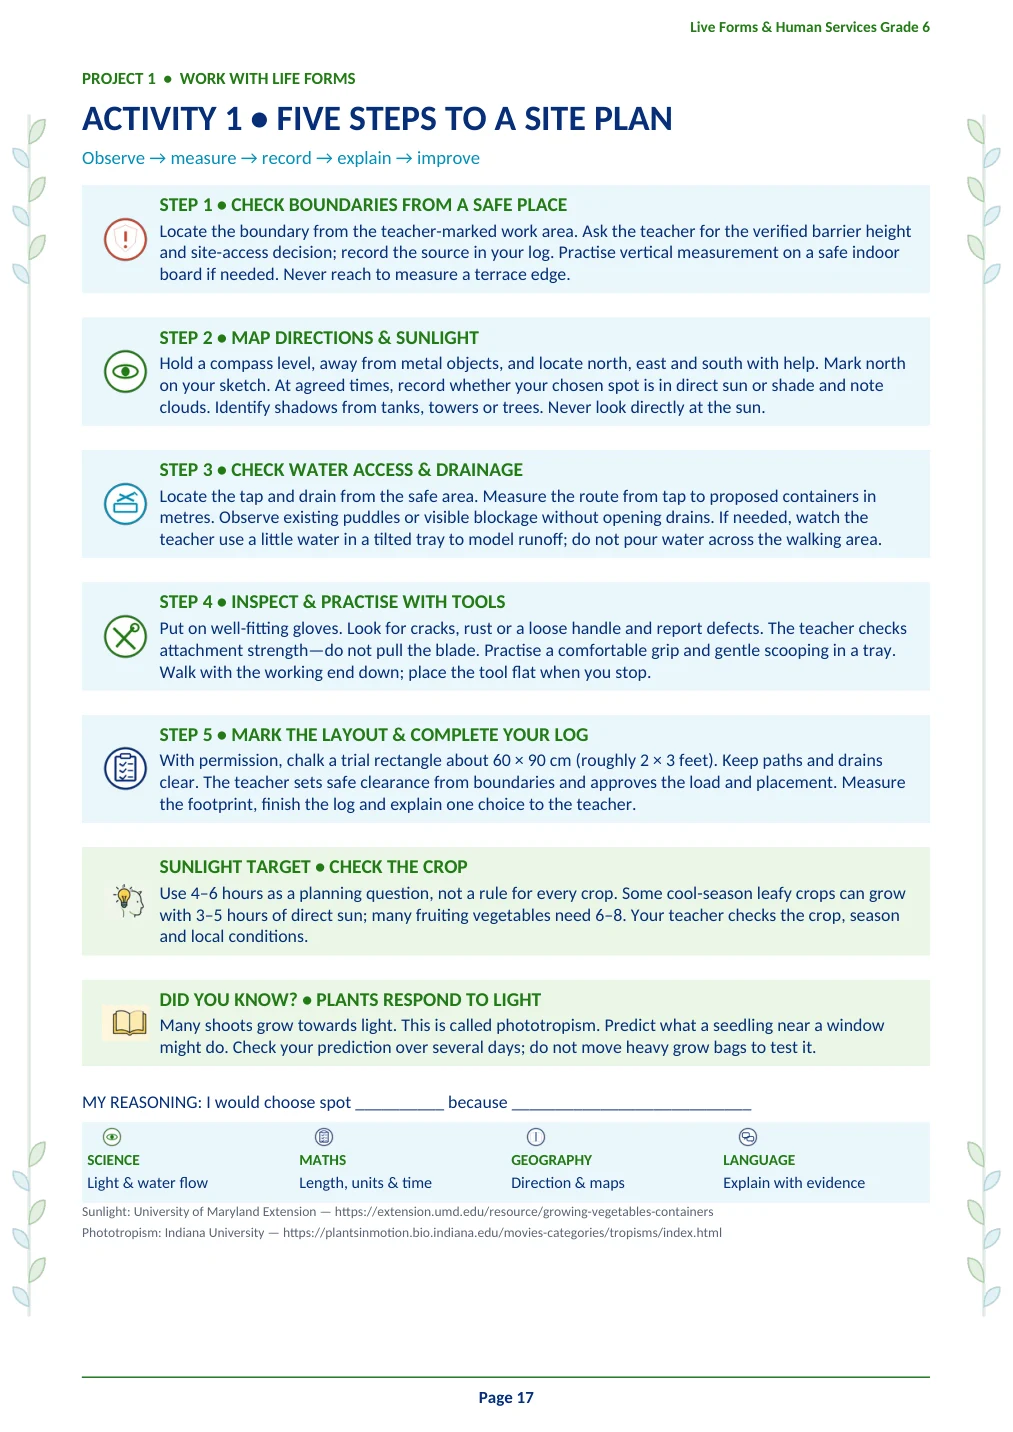 Live Forms & Human Services Grade 6
PROJECT 1 ● WORK WITH LIFE FORMS
ACTIVITY 1 ● FIVE STEPS TO A SITE PLAN
Observe → measure → record → explain → improve
STEP 1 ● CHECK BOUNDARIES FROM A SAFE PLACE
Locate the boundary from the teacher-marked work area. Ask the teacher for the verified barrier height
and site-access decision; record the source in your log. Practise vertical measurement on a safe indoor
board if needed. Never reach to measure a terrace edge.
STEP 2 ● MAP DIRECTIONS & SUNLIGHT
Hold a compass level, away from metal objects, and locate north, east and south with help. Mark north
on your sketch. At agreed times, record whether your chosen spot is in direct sun or shade and note
clouds. Identify shadows from tanks, towers or trees. Never look directly at the sun.
STEP 3 ● CHECK WATER ACCESS & DRAINAGE
Locate the tap and drain from the safe area. Measure the route from tap to proposed containers in
metres. Observe existing puddles or visible blockage without opening drains. If needed, watch the
teacher use a little water in a tilted tray to model runoff; do not pour water across the walking area.
STEP 4 ● INSPECT & PRACTISE WITH TOOLS
Put on well-fitting gloves. Look for cracks, rust or a loose handle and report defects. The teacher checks
attachment strength—do not pull the blade. Practise a comfortable grip and gentle scooping in a tray.
Walk with the working end down; place the tool flat when you stop.
STEP 5 ● MARK THE LAYOUT & COMPLETE YOUR LOG
With permission, chalk a trial rectangle about 60 × 90 cm (roughly 2 × 3 feet). Keep paths and drains
clear. The teacher sets safe clearance from boundaries and approves the load and placement. Measure
the footprint, finish the log and explain one choice to the teacher.
SUNLIGHT TARGET ● CHECK THE CROP
Use 4–6 hours as a planning question, not a rule for every crop. Some cool-season leafy crops can grow
with 3–5 hours of direct sun; many fruiting vegetables need 6–8. Your teacher checks the crop, season
and local conditions.
DID YOU KNOW? ● PLANTS RESPOND TO LIGHT
Many shoots grow towards light. This is called phototropism. Predict what a seedling near a window
might do. Check your prediction over several days; do not move heavy grow bags to test it.
MY REASONING: I would choose spot __________ because ___________________________
SCIENCE
Light & water flow
MATHS
Length, units & time
GEOGRAPHY
Direction & maps
LANGUAGE
Explain with evidence
Sunlight: University of Maryland Extension — https://extension.umd.edu/resource/growing-vegetables-containers
Phototropism: Indiana University — https://plantsinmotion.bio.indiana.edu/movies-categories/tropisms/index.html
Page 17